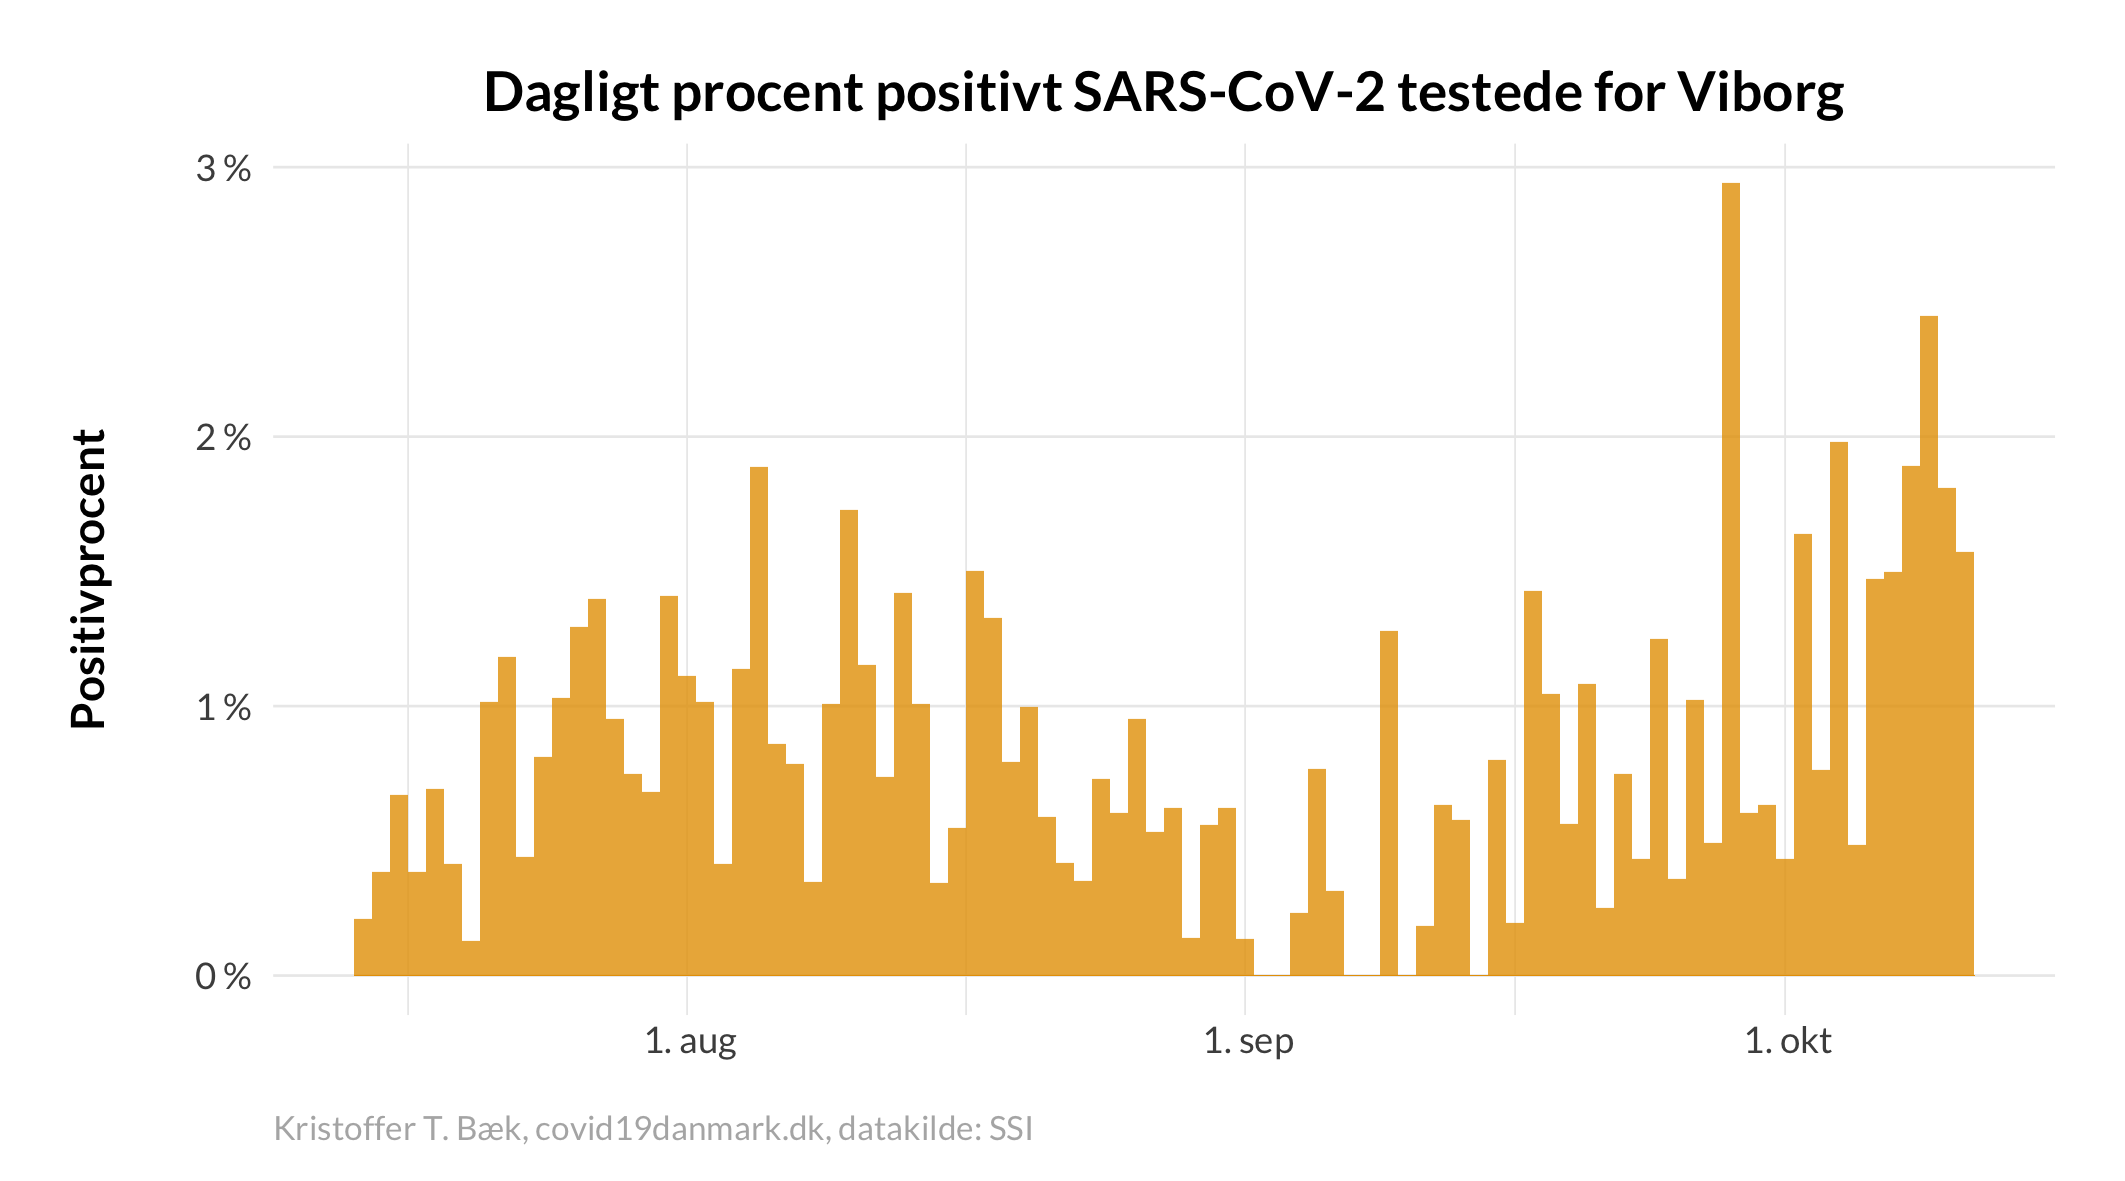 Dagligt procent positivt SARS-CoV-2 testede for Viborg
Positivprocent
3 %
2 %
1 %
0 %
1. aug
1. sep
1. okt
Kristoffer T. Bæk, covid19danmark.dk, datakilde: SSI